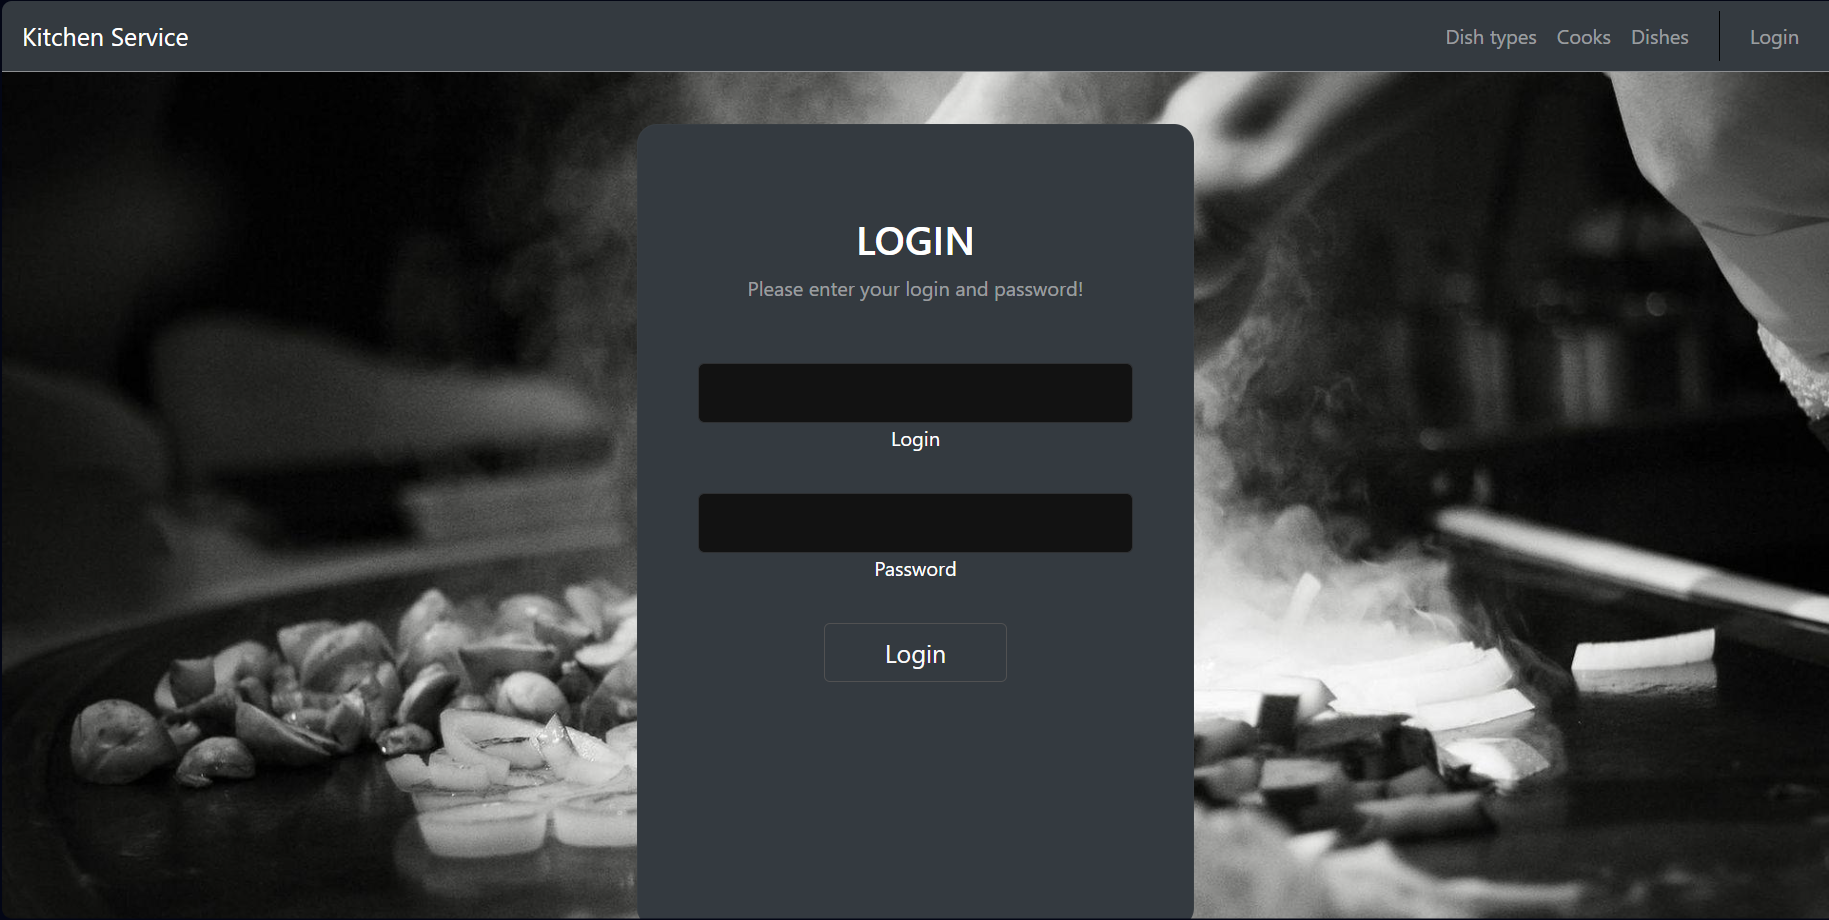 Kitchen Service Dish types Cooks Dishes Login
LOGIN
Please enter your login and password!
Login
Password
Login